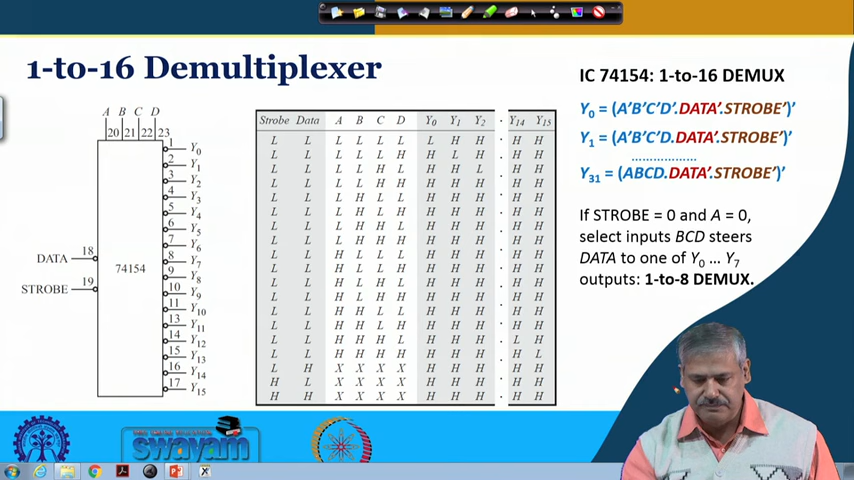 1-to-16 Demultiplexer
A B C D
20 21 22 23
1 Y0
2 Y1
3 Y2
4 Y3
5 Y4
6 Y5
7 Y6
DATA 18
8 Y7
74154
9 Y8
STROBE 19
10 Y9
11 Y10
13 Y11
14 Y12
15 Y13
16 Y14
17 Y15
Strobe Data A B C D Y0 Y1 Y2 · Y14 Y15
L L L L L L L H H · H H
L L L L L H H L H · H H
L L L L H L H H L · H H
L L L L H H H H H · H H
L L L H L L H H H · H H
L L L H L H H H H · H H
L L L H H L H H H · H H
L L L H H H H H H · H H
L L H L L L H H H · H H
L L H L L H H H H · H H
L L H L H L H H H · H H
L L H L H H H H H · H H
L L H H L L H H H · H H
L L H H L H H H H · H H
L L H H H L H H H · L H
L L H H H H H H H · H L
L H X X X X H H H · H H
H L X X X X H H H · H H
H H X X X X H H H · H H
IC 74154: 1-to-16 DEMUX
Y0 = (A'B'C'D'.DATA'.STROBE')'
Y1 = (A'B'C'D.DATA'.STROBE')'
...................
Y31 = (ABCD.DATA'.STROBE')'
If STROBE = 0 and A = 0,
select inputs BCD steers
DATA to one of Y0 ... Y7
outputs: 1-to-8 DEMUX.
swayam